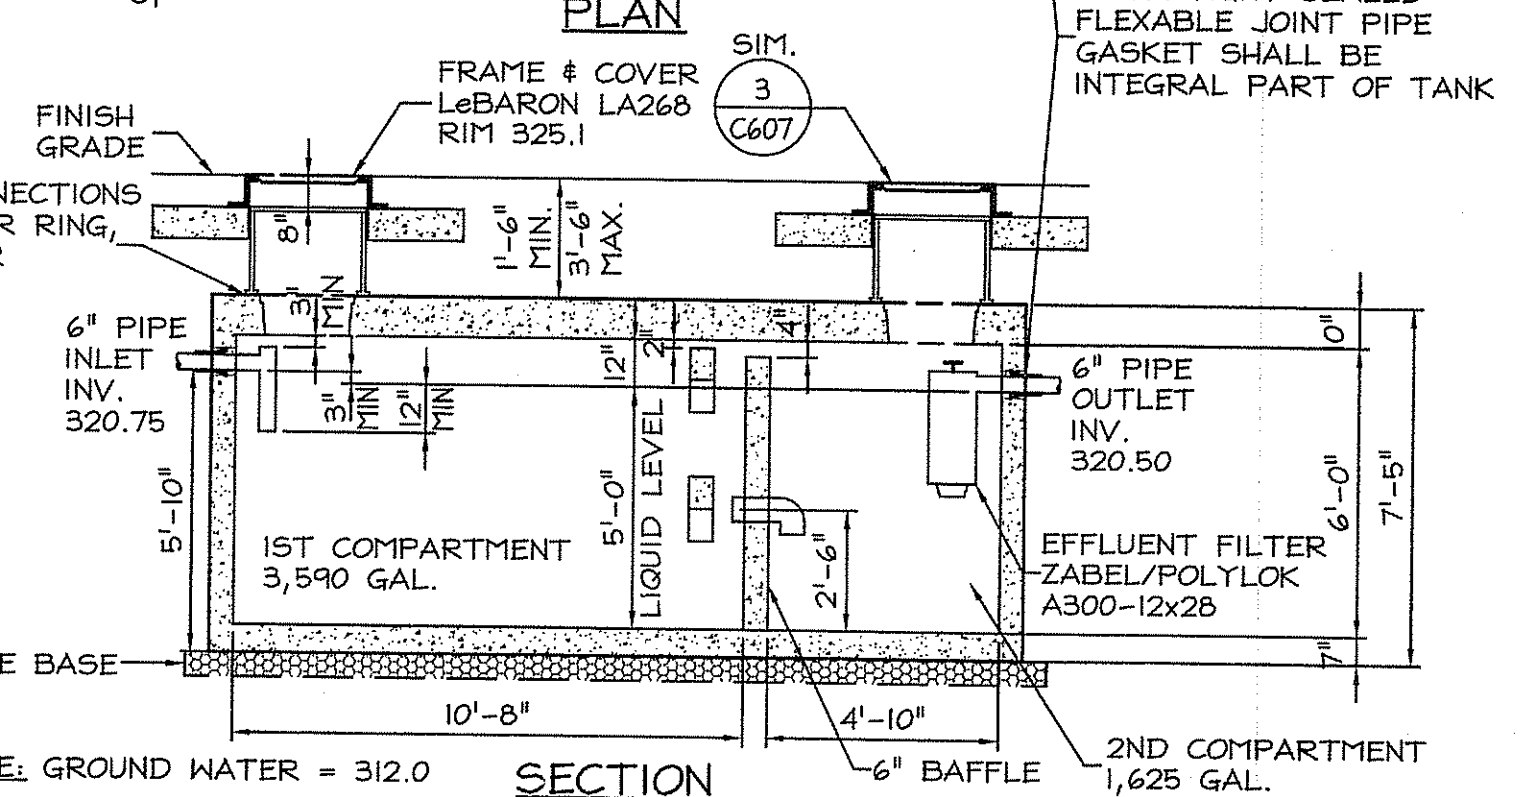 PLAN
FLEXABLE JOINT PIPE
GASKET SHALL BE
INTEGRAL PART OF TANK
SIM.
3
C607
FRAME & COVER
LeBARON LA268
RIM 325.1
FINISH
GRADE
R RING,
8"
1'-6"
MIN.
3'-6"
MAX.
3"
MIN
6" PIPE
INLET
INV.
320.75
3"
MIN
12"
MIN
12"
2"
4"
0"
6" PIPE
OUTLET
INV.
320.50
5'-10"
1ST COMPARTMENT
3,590 GAL.
5'-0"
LIQUID LEVEL
2'-6"
6'-0"
7'-5"
EFFLUENT FILTER
ZABEL/POLYLOK
A300-12x28
E BASE
7"
10'-8"
4'-10"
E: GROUND WATER = 312.0
SECTION
6" BAFFLE
2ND COMPARTMENT
1,625 GAL.